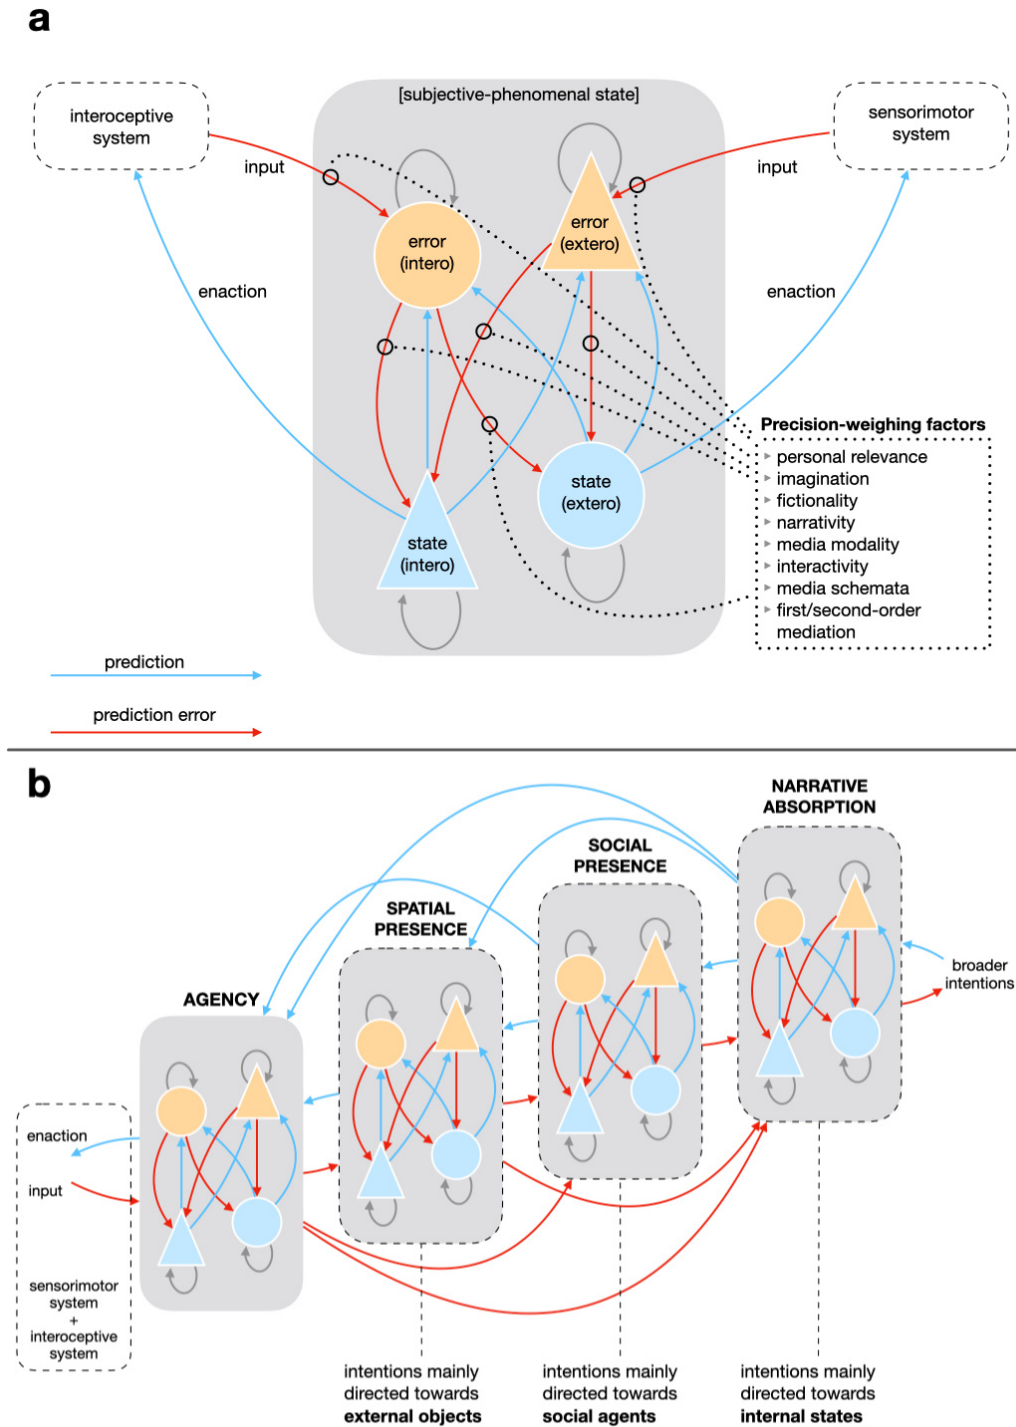 a
[subjective-phenomenal state]
interoceptive
system
sensorimotor
system
input
input
error
(intero)
error
(extero)
enaction
enaction
state
(intero)
state
(extero)
Precision-weighing factors
personal relevance
imagination
fictionality
narrativity
media modality
interactivity
media schemata
first/second-order
mediation
prediction
prediction error
b
NARRATIVE
ABSORPTION
SOCIAL
PRESENCE
SPATIAL
PRESENCE
AGENCY
broader
intentions
enaction
input
sensorimotor
system
+
interoceptive
system
intentions mainly
directed towards
external objects
intentions mainly
directed towards
social agents
intentions mainly
directed towards
internal states